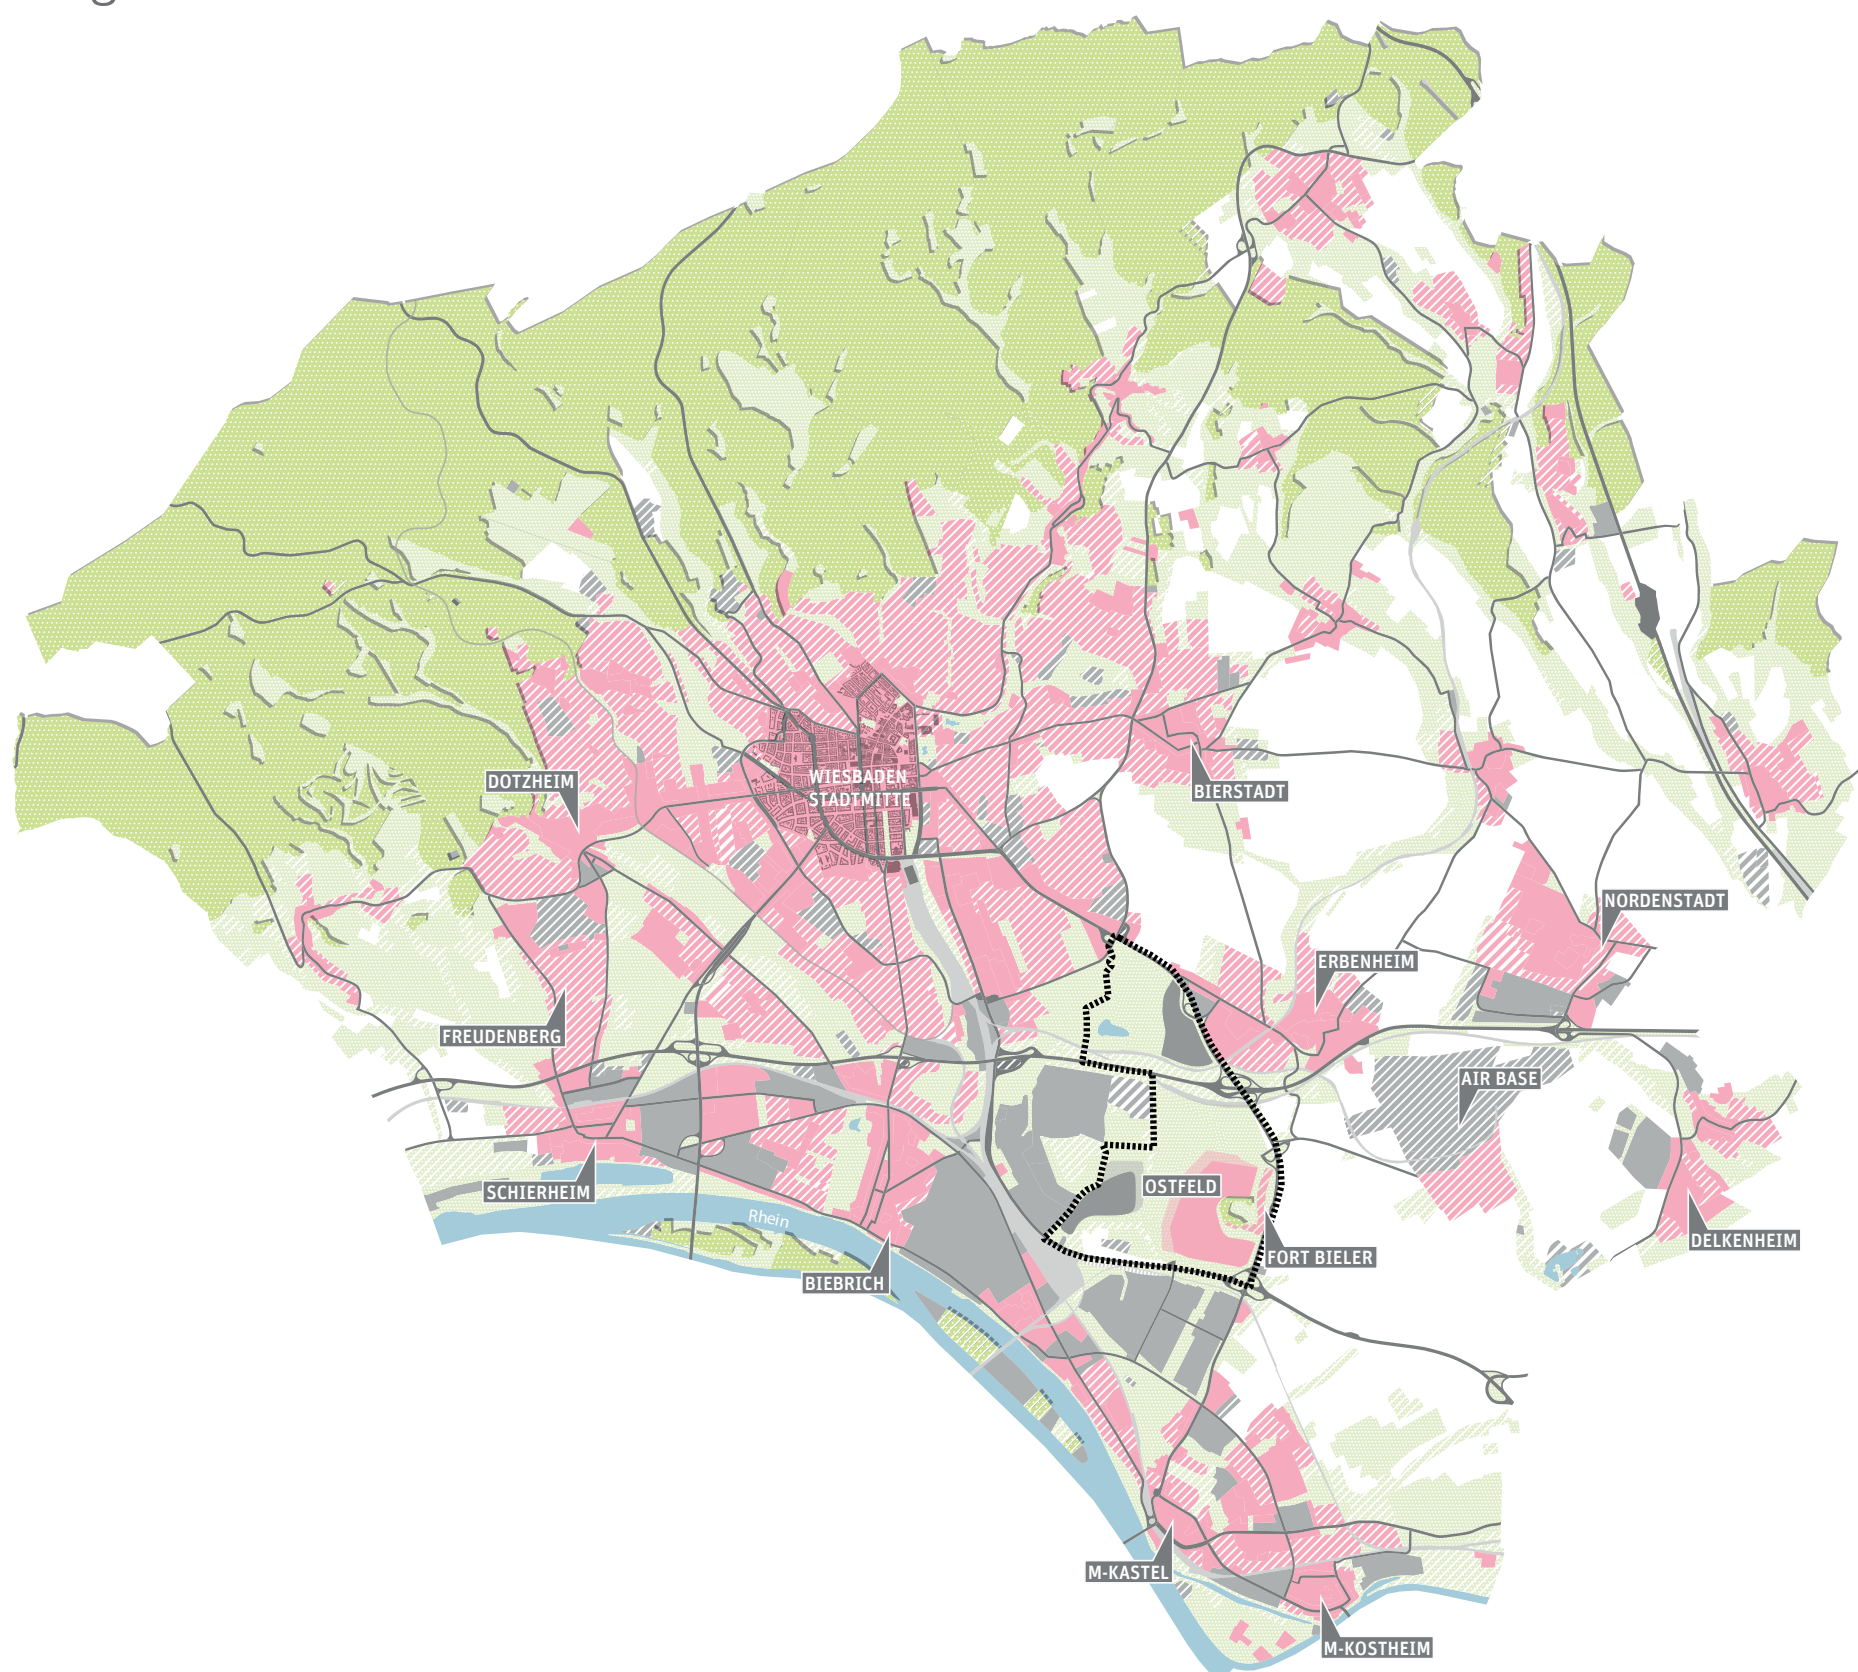 g
WIESBADEN
STADTMITTE
DOTZHEIM
BIERSTADT
NORDENSTADT
ERBENHEIM
FREUDENBERG
AIR BASE
SCHIERHEIM
OSTFELD
Rhein
DELKENHEIM
FORT BIELER
BIEBRICH
M-KASTEL
M-KOSTHEIM